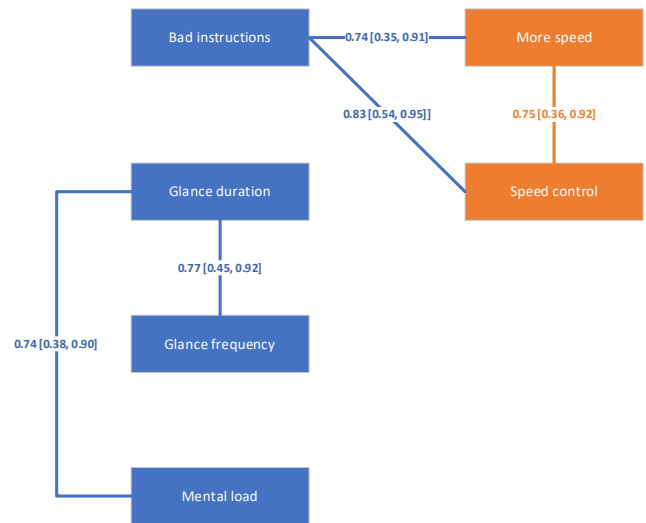 Bad instructions
0.74 [0.35, 0.91]
More speed
0.83 [0.54, 0.95]]
0.75 [0.36, 0.92]
Glance duration
Speed control
0.77 [0.45, 0.92]
Glance frequency
0.74 [0.38, 0.90]
Mental load